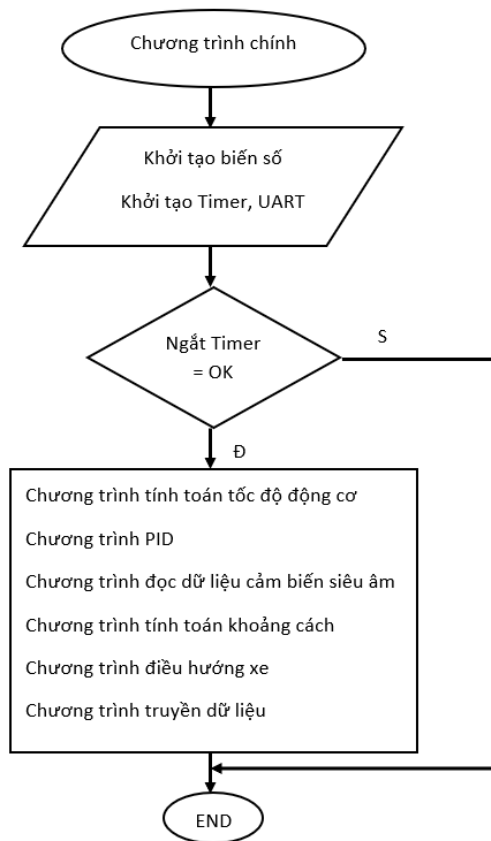 Chương trình chính
Khởi tạo biến số
Khởi tạo Timer, UART
Ngắt Timer
= OK
S
Đ
Chương trình tính toán tốc độ động cơ
Chương trình PID
Chương trình đọc dữ liệu cảm biến siêu âm
Chương trình tính toán khoảng cách
Chương trình điều hướng xe
Chương trình truyền dữ liệu
END